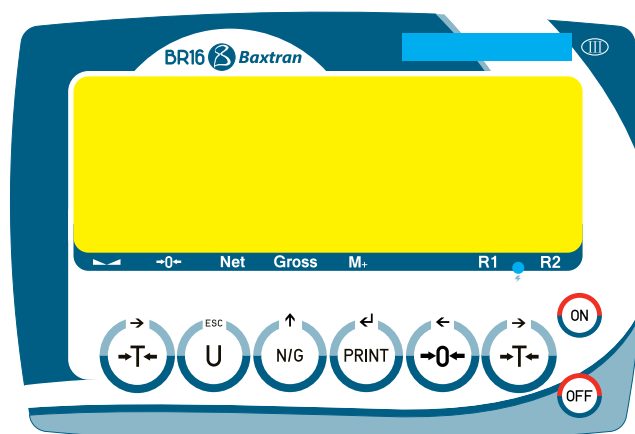 BR16 Baxtran III
→0← Net Gross M+ R1 R2
→ ESC ↑ ↵ ← →
→T← U N/G PRINT →0← →T←
ON
OFF